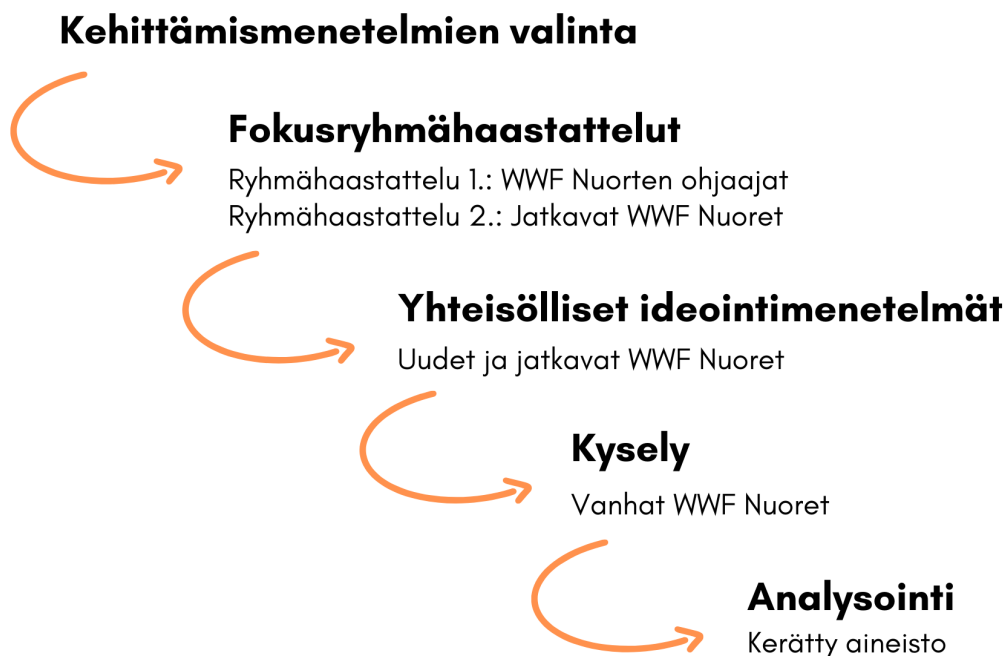 Kehittämismenetelmien valinta
Fokusryhmähaastattelut
Ryhmähaastattelu 1.: WWF Nuorten ohjaajat
Ryhmähaastattelu 2.: Jatkavat WWF Nuoret
Yhteisölliset ideointimenetelmät
Uudet ja jatkavat WWF Nuoret
Kysely
Vanhat WWF Nuoret
Analysointi
Kerätty aineisto